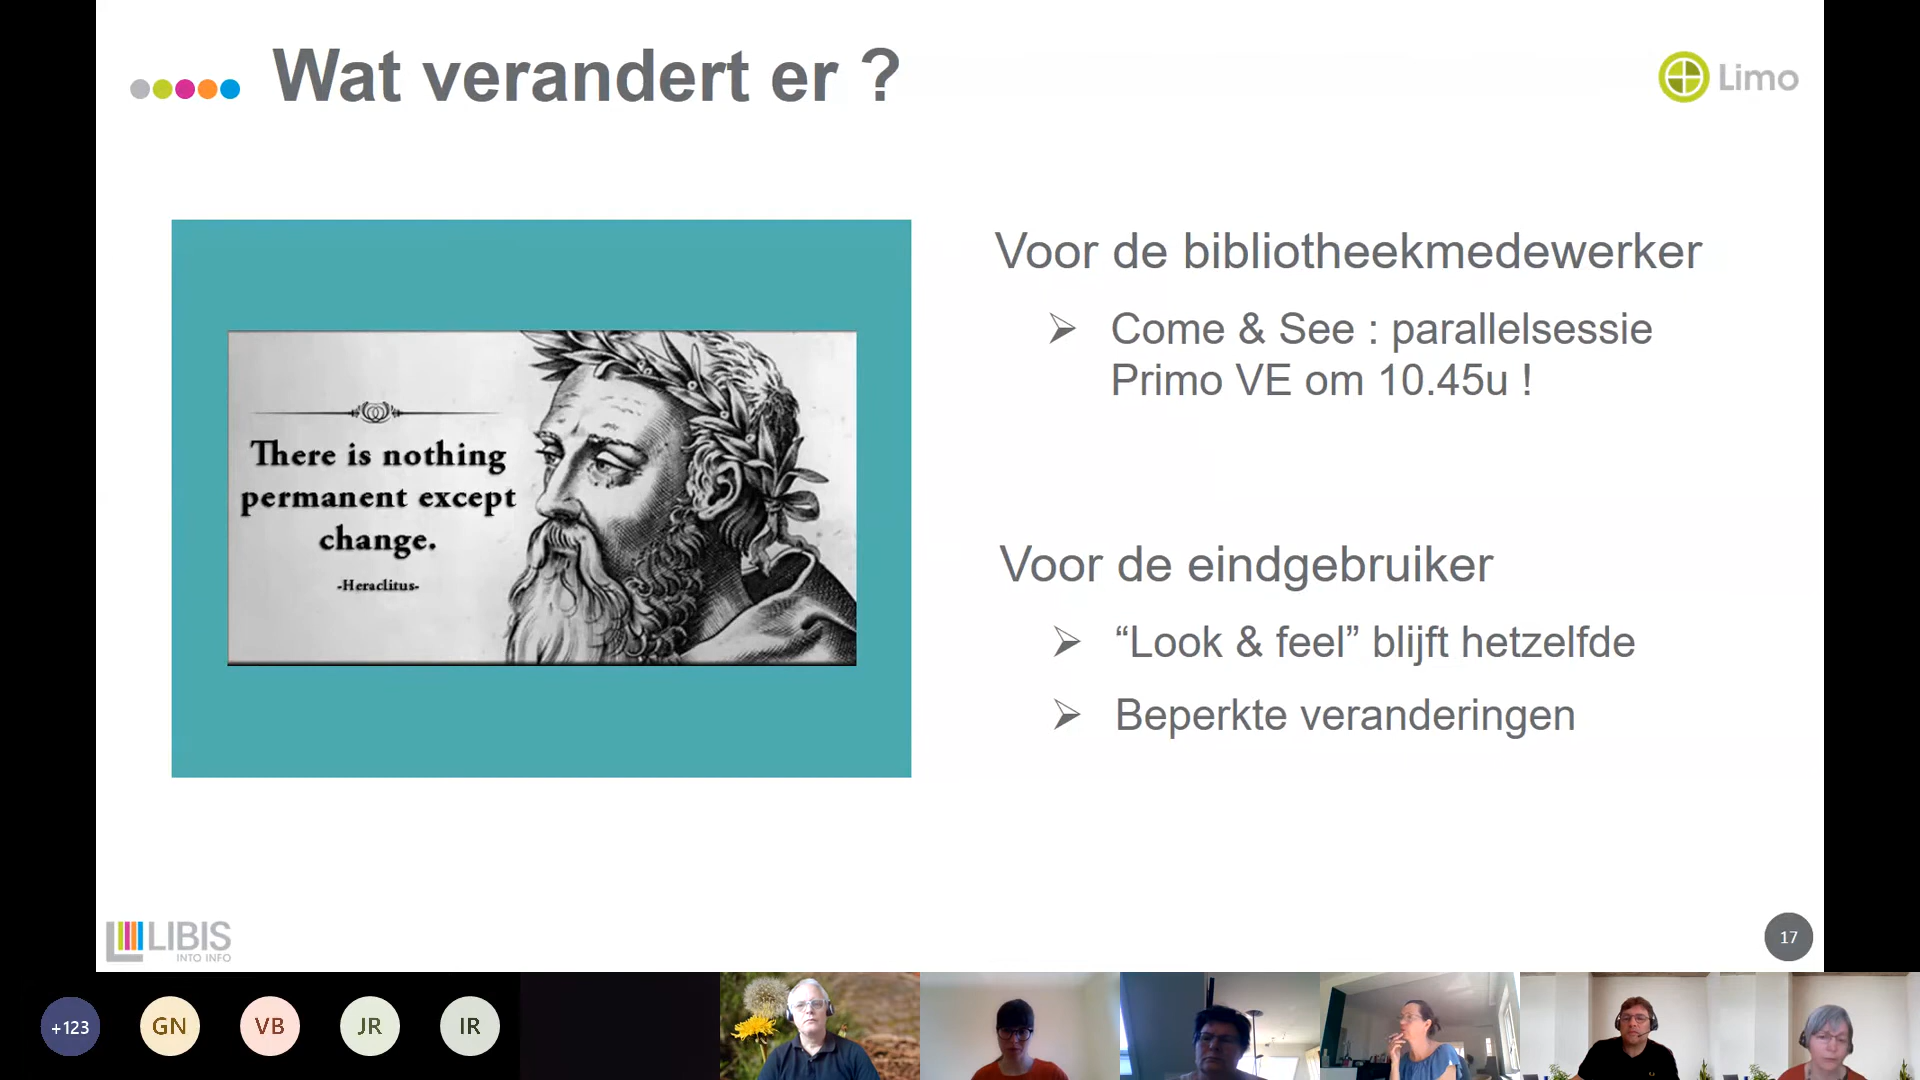 Wat verandert er ?
Limo
There is nothing
permanent except
change.
-Heraclitus-
Voor de bibliotheekmedewerker
Come & See : parallelsessie
Primo VE om 10.45u !
Voor de eindgebruiker
“Look & feel” blijft hetzelfde
Beperkte veranderingen
LIBIS
INTO INFO
17
+123
GN
VB
JR
IR